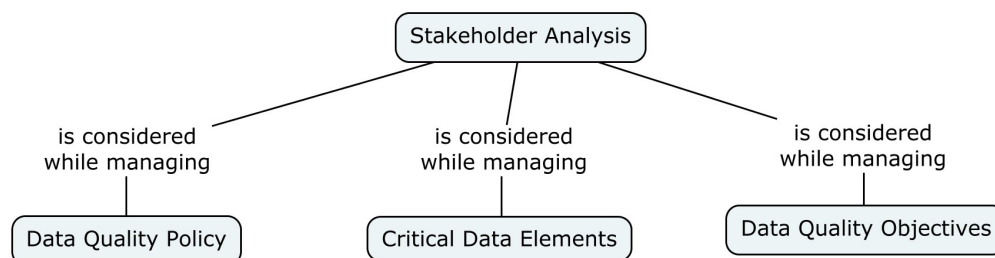 Stakeholder Analysis
is considered
while managing
is considered
while managing
is considered
while managing
Data Quality Policy
Critical Data Elements
Data Quality Objectives